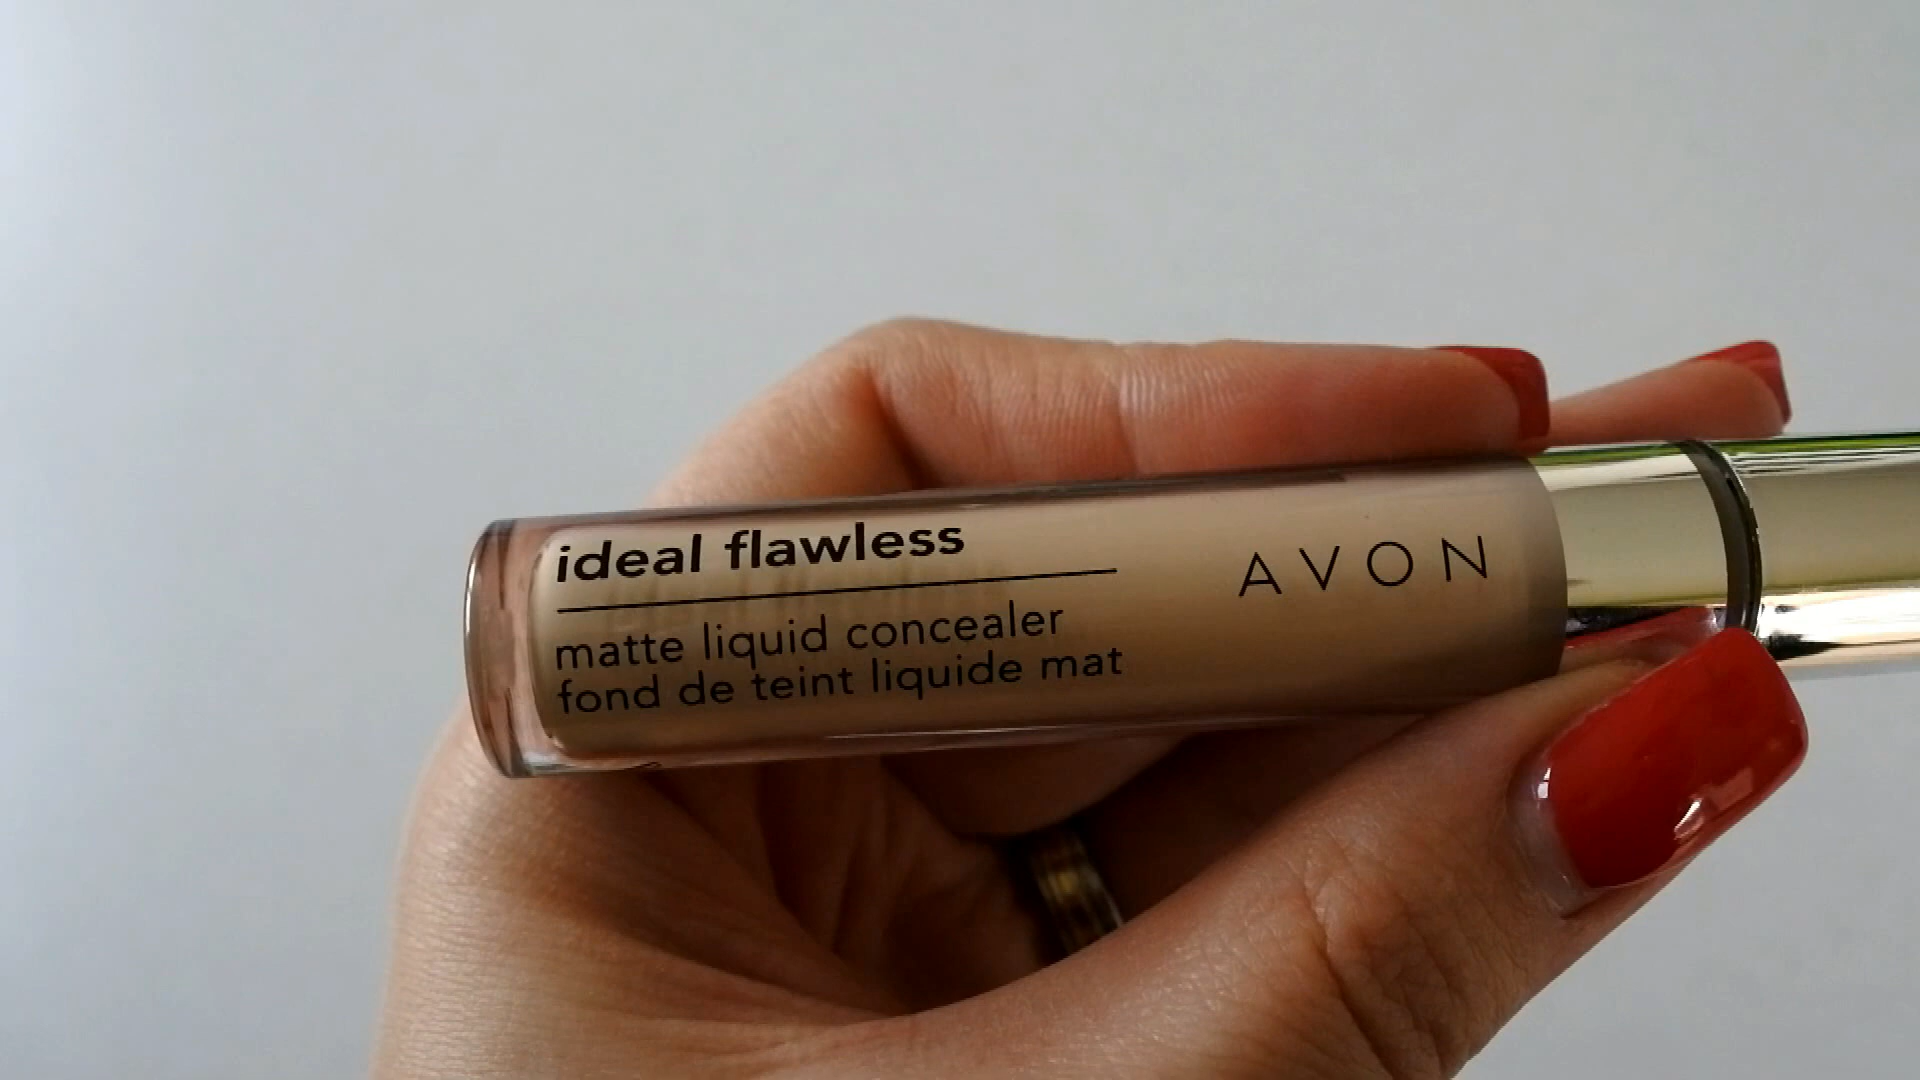 ideal flawless
matte liquid concealer
fond de teint liquide mat
AVON